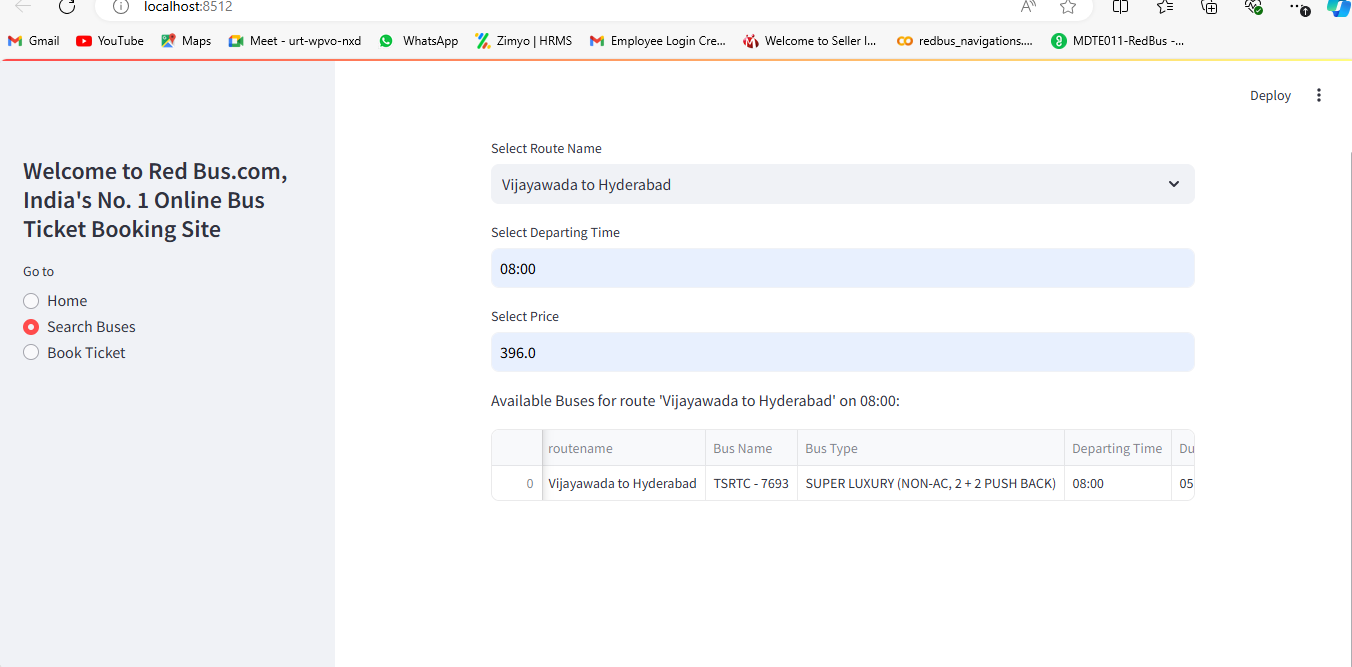 localhost:8512
Gmail YouTube Maps Meet - urt-wpvo-nxd WhatsApp Zimyo | HRMS Employee Login Cre... Welcome to Seller I... redbus_navigations.... MDTE011-RedBus -...
Deploy
Welcome to Red Bus.com,
India's No. 1 Online Bus
Ticket Booking Site
Go to
Home
Search Buses
Book Ticket
Select Route Name
Vijayawada to Hyderabad
Select Departing Time
08:00
Select Price
396.0
Available Buses for route 'Vijayawada to Hyderabad' on 08:00:
routename Bus Name Bus Type Departing Time Du
0 Vijayawada to Hyderabad TSRTC - 7693 SUPER LUXURY (NON-AC, 2 + 2 PUSH BACK) 08:00 05